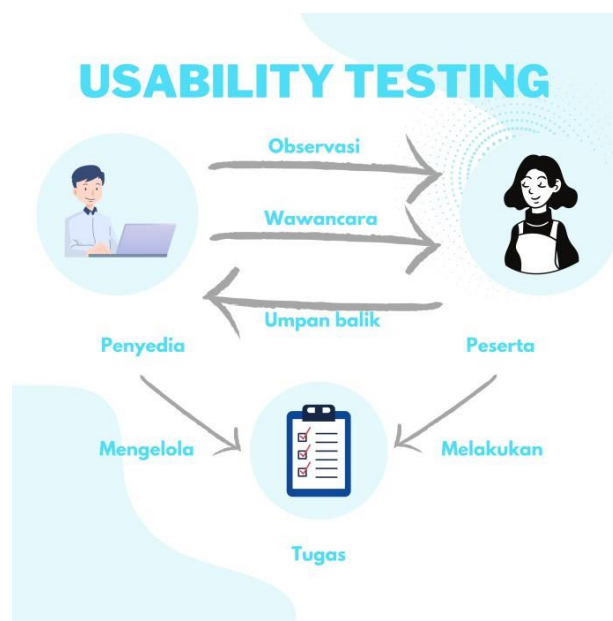 USABILITY TESTING
Observasi
Wawancara
Umpan balik
Penyedia
Peserta
Mengelola
Melakukan
Tugas